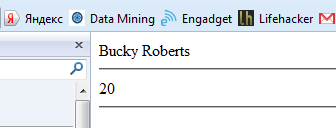 Яндекс Data Mining Engadget Lifehacker
Bucky Roberts
20